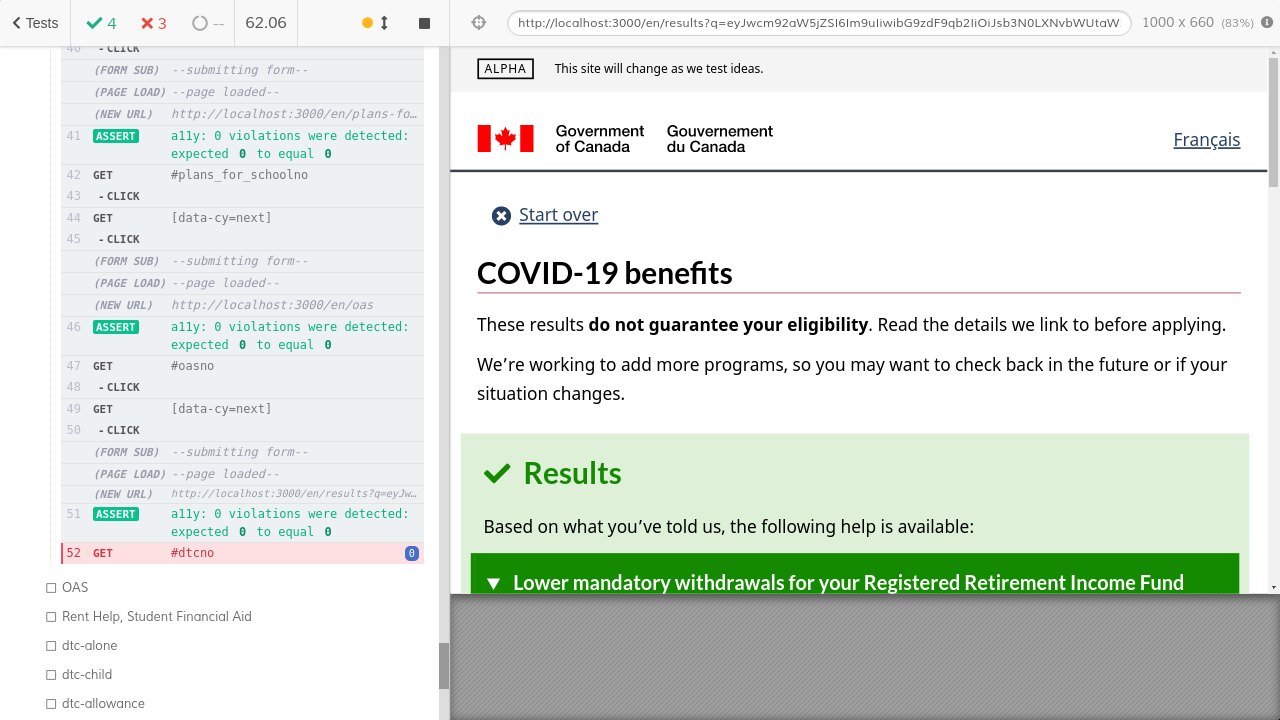 Tests
4
3
--
62.06
http://localhost:3000/en/results?q=eyJwcm92aW5jZSI6Im9uIiwibG9zdF9qb2IiOiJsb3N0LXNvbWUtaW
1000 x 660 (83%)
46 - CLICK
(FORM SUB) --submitting form--
(PAGE LOAD) --page loaded--
(NEW URL) http://localhost:3000/en/plans-fo…
41 ASSERT a11y: 0 violations were detected:
expected 0 to equal 0
42 GET #plans_for_schoolno
43 - CLICK
44 GET [data-cy=next]
45 - CLICK
(FORM SUB) --submitting form--
(PAGE LOAD) --page loaded--
(NEW URL) http://localhost:3000/en/oas
46 ASSERT a11y: 0 violations were detected:
expected 0 to equal 0
47 GET #oasno
48 - CLICK
49 GET [data-cy=next]
50 - CLICK
(FORM SUB) --submitting form--
(PAGE LOAD) --page loaded--
(NEW URL) http://localhost:3000/en/results?q=eyJw…
51 ASSERT a11y: 0 violations were detected:
expected 0 to equal 0
52 GET #dtcno 0
OAS
Rent Help, Student Financial Aid
dtc-alone
dtc-child
dtc-allowance
ALPHA This site will change as we test ideas.
Government
of Canada
Gouvernement
du Canada
Français
Start over
COVID-19 benefits
These results do not guarantee your eligibility. Read the details we link to before applying.
We’re working to add more programs, so you may want to check back in the future or if your
situation changes.
Results
Based on what you’ve told us, the following help is available:
Lower mandatory withdrawals for your Registered Retirement Income Fund